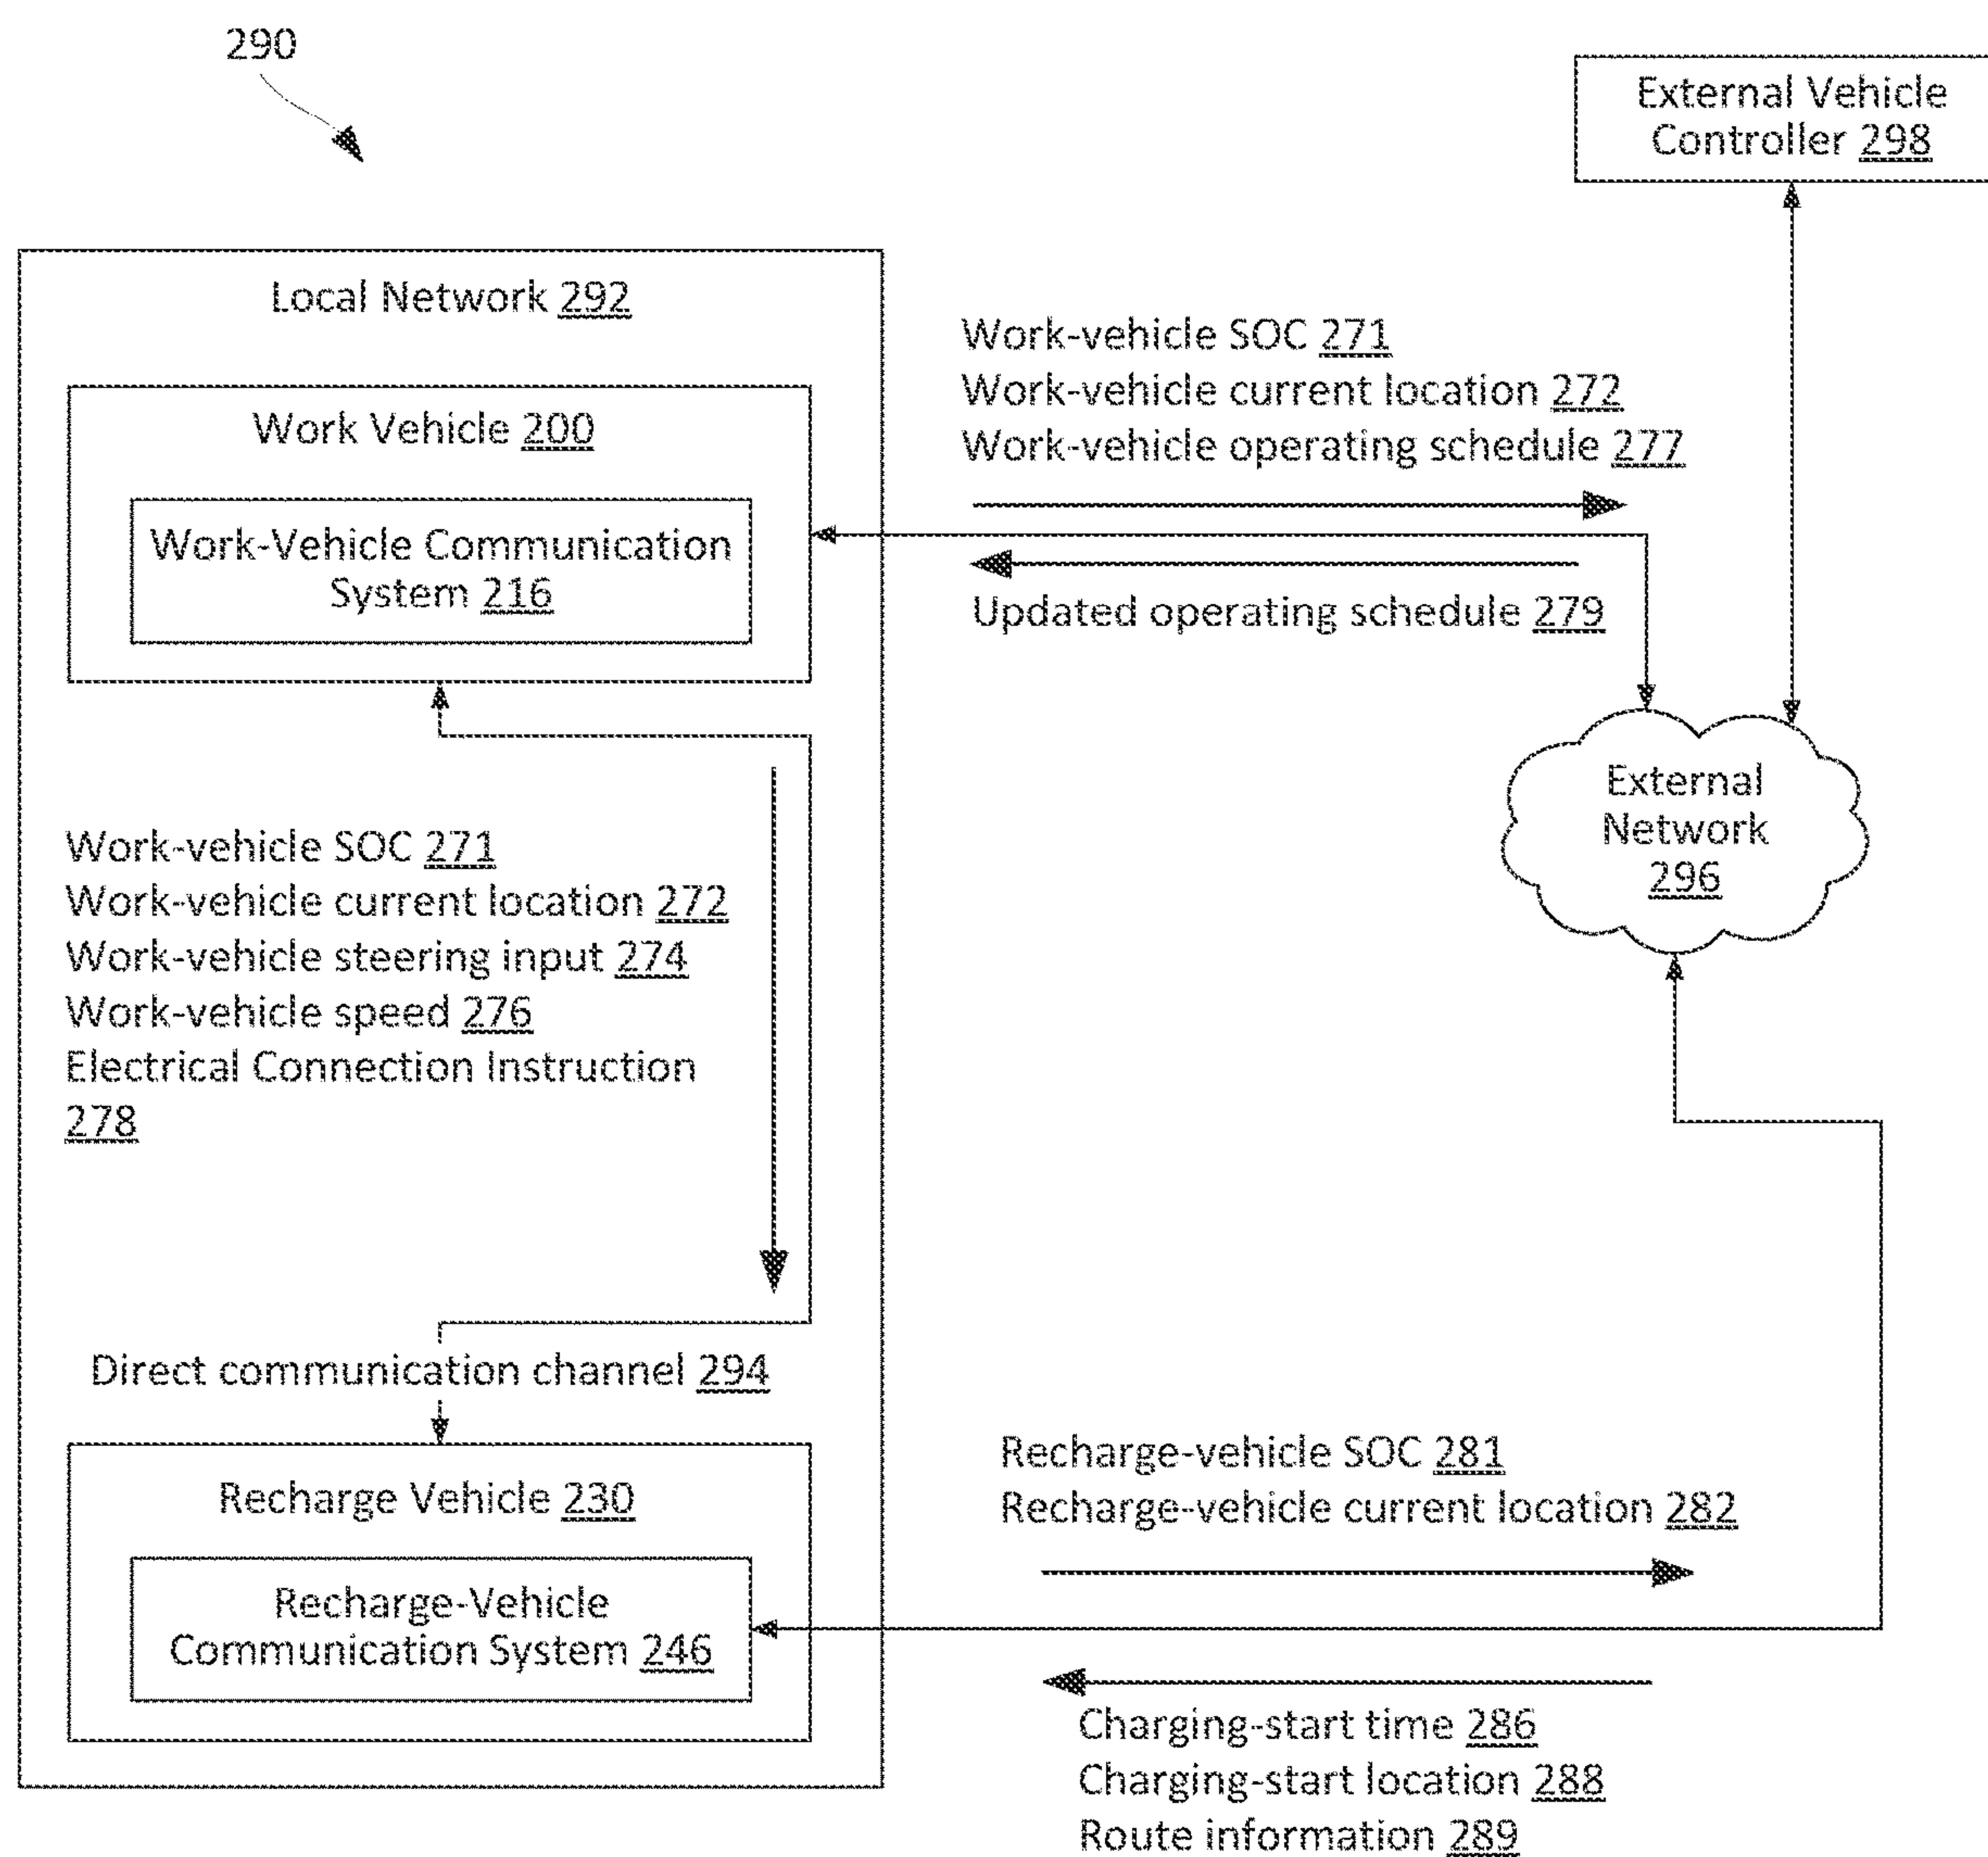 290
External Vehicle
Controller 298
Local Network 292
Work Vehicle 200
Work-Vehicle Communication
System 216
Work-vehicle SOC 271
Work-vehicle current location 272
Work-vehicle operating schedule 277
Updated operating schedule 279
External
Network
296
Work-vehicle SOC 271
Work-vehicle current location 272
Work-vehicle steering input 274
Work-vehicle speed 276
Electrical Connection Instruction
278
Direct communication channel 294
Recharge Vehicle 230
Recharge-Vehicle
Communication System 246
Recharge-vehicle SOC 281
Recharge-vehicle current location 282
Charging-start time 286
Charging-start location 288
Route information 289